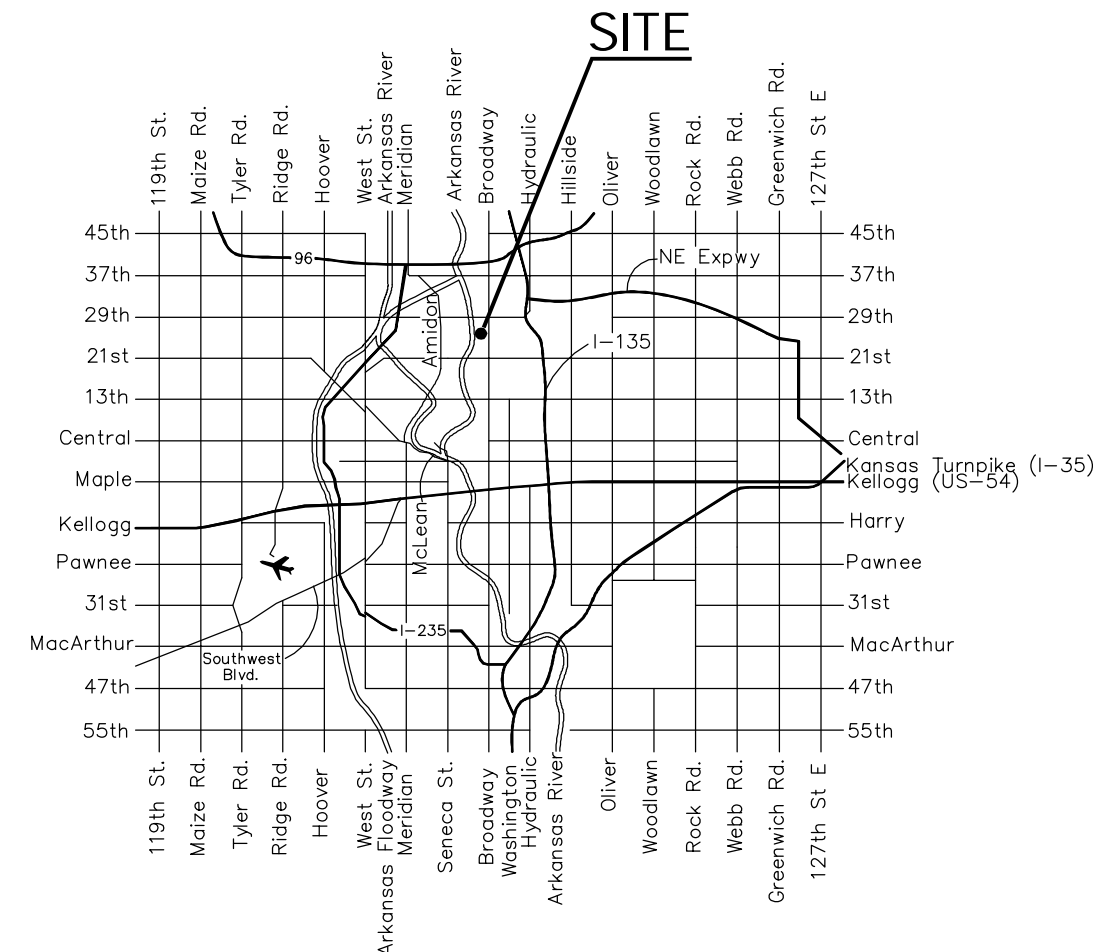 SITE
119th St.
Maize Rd.
Tyler Rd.
Ridge Rd.
Hoover
West St.
Arkansas River
Meridian
Arkansas River
Broadway
Hydraulic
Hillside
Oliver
Woodlawn
Rock Rd.
Webb Rd.
Greenwich Rd.
127th St E
45th
37th
29th
21st
13th
Central
Maple
Kellogg
Pawnee
31st
MacArthur
47th
55th
96
NE Expwy
Amidon
I-135
McLean
I-235
Southwest
Blvd.
45th
37th
29th
21st
13th
Central
Kansas Turnpike (I-35)
Kellogg (US-54)
Harry
Pawnee
31st
MacArthur
47th
55th
119th St.
Maize Rd.
Tyler Rd.
Ridge Rd.
Hoover
West St.
Arkansas Floodway
Meridian
Seneca St.
Broadway
Washington
Hydraulic
Arkansas River
Oliver
Woodlawn
Rock Rd.
Webb Rd.
Greenwich Rd.
127th St E